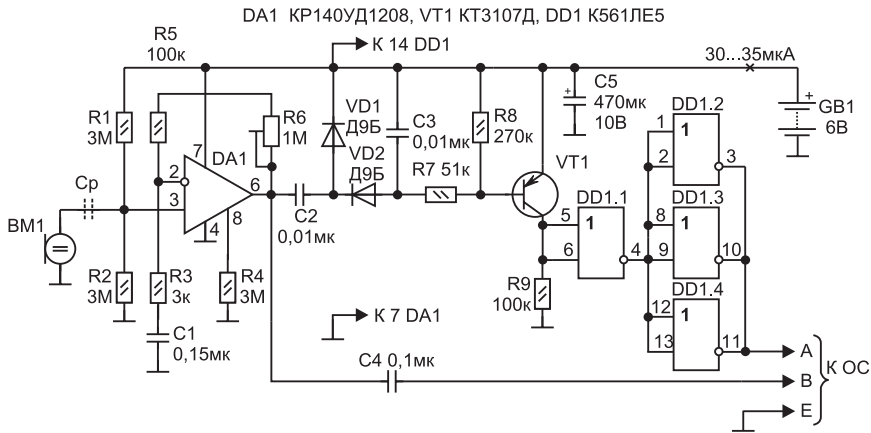 DA1 КР140УД1208, VT1 КТ3107Д, DD1 К561ЛЕ5
К 14 DD1
30...35мкА
R5
100к
R1
3М
R6
1М
VD1
Д9Б
C3
0,01мк
R8
270к
C5
+
470мк
10В
DD1.2
1
1
2
3
GB1
+
6В
7
DA1
2
3
6
4
8
VD2
Д9Б
R7 51к
VT1
Cp
BM1
C2
0,01мк
DD1.1
5
1
6
4
DD1.3
8
1
9
10
R2
3М
R3
3к
R4
3М
R9
100к
DD1.4
12
1
13
11
C1
0,15мк
К 7 DA1
C4 0,1мк
A
B
E
К ОС